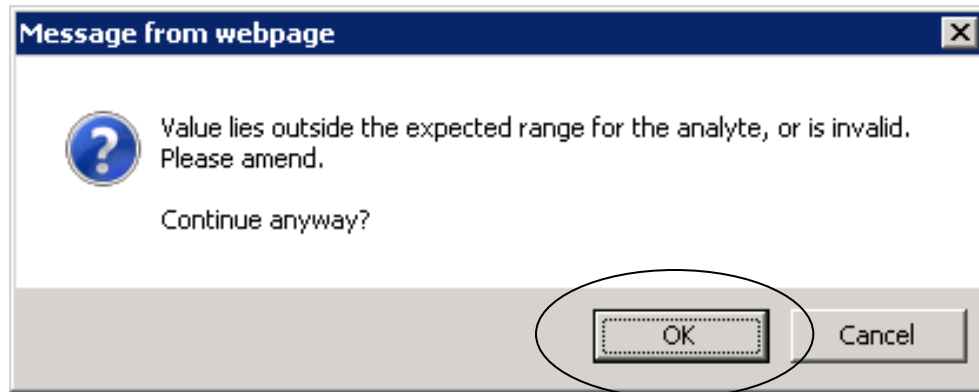 Message from webpage
Value lies outside the expected range for the analyte, or is invalid.
Please amend.
Continue anyway?
OK
Cancel